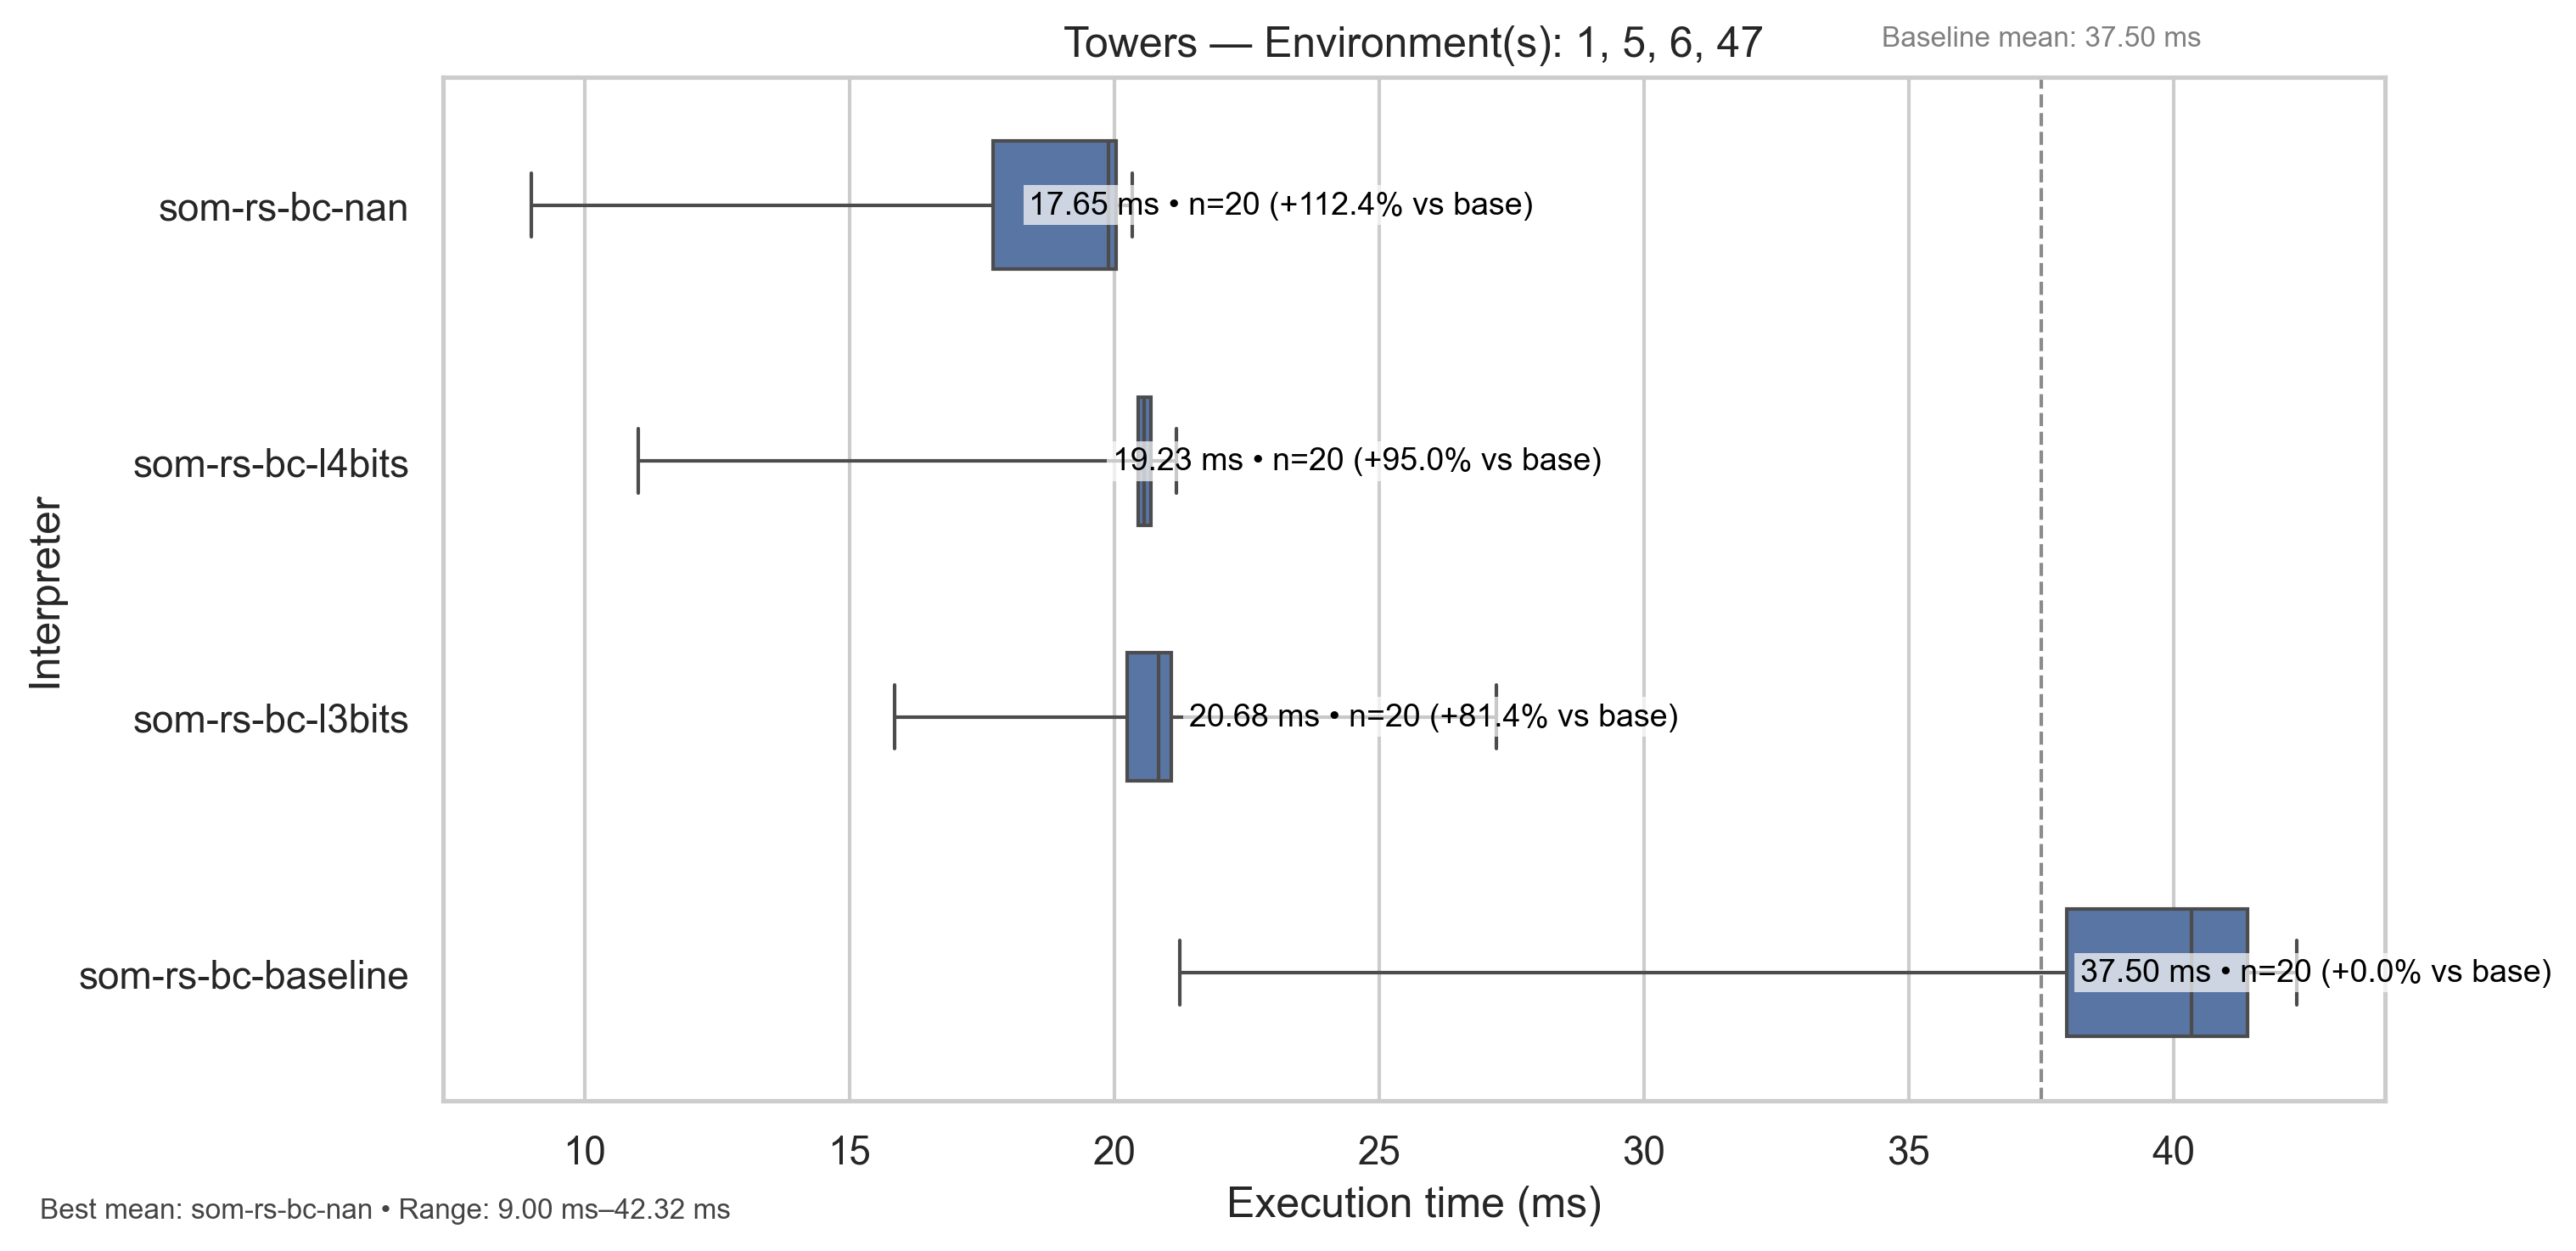 Towers — Environment(s): 1, 5, 6, 47
Baseline mean: 37.50 ms
Interpreter
som-rs-bc-nan
17.65 ms • n=20 (+112.4% vs base)
som-rs-bc-l4bits
19.23 ms • n=20 (+95.0% vs base)
som-rs-bc-l3bits
20.68 ms • n=20 (+81.4% vs base)
som-rs-bc-baseline
37.50 ms • n=20 (+0.0% vs base)
10 15 20 25 30 35 40
Execution time (ms)
Best mean: som-rs-bc-nan • Range: 9.00 ms–42.32 ms